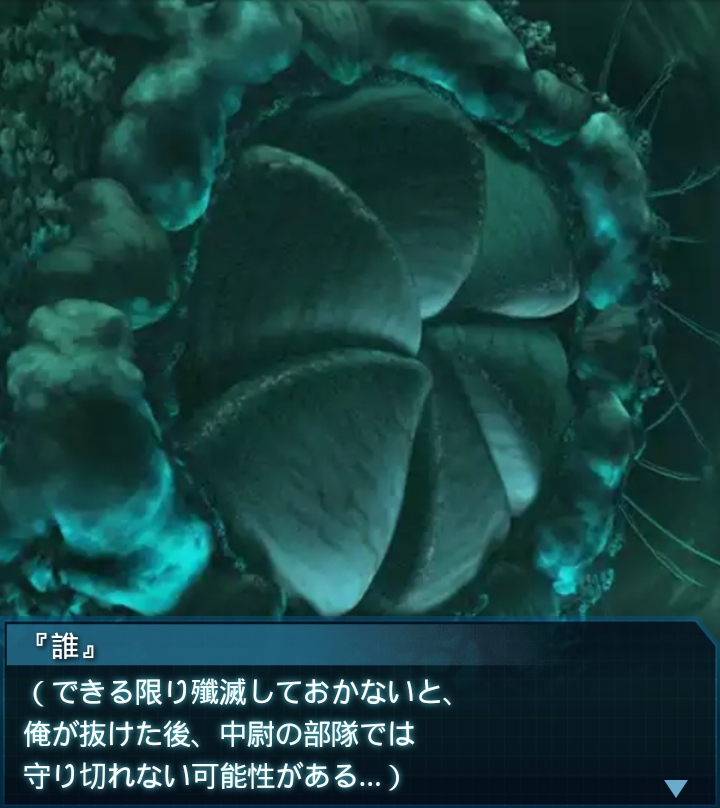 『誰』
（できる限り殲滅しておかないと、
俺が抜けた後、中尉の部隊では
守り切れない可能性がある…）